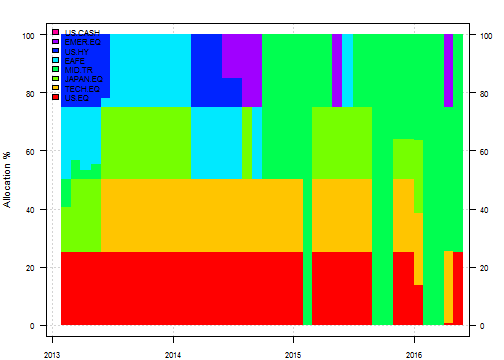 US.CASH
EMER.EQ
US.HY
EAFE
MID.TR
JAPAN.EQ
TECH.EQ
US.EQ
Allocation %
100
80
60
40
20
0
100
80
60
40
20
0
2013 2014 2015 2016